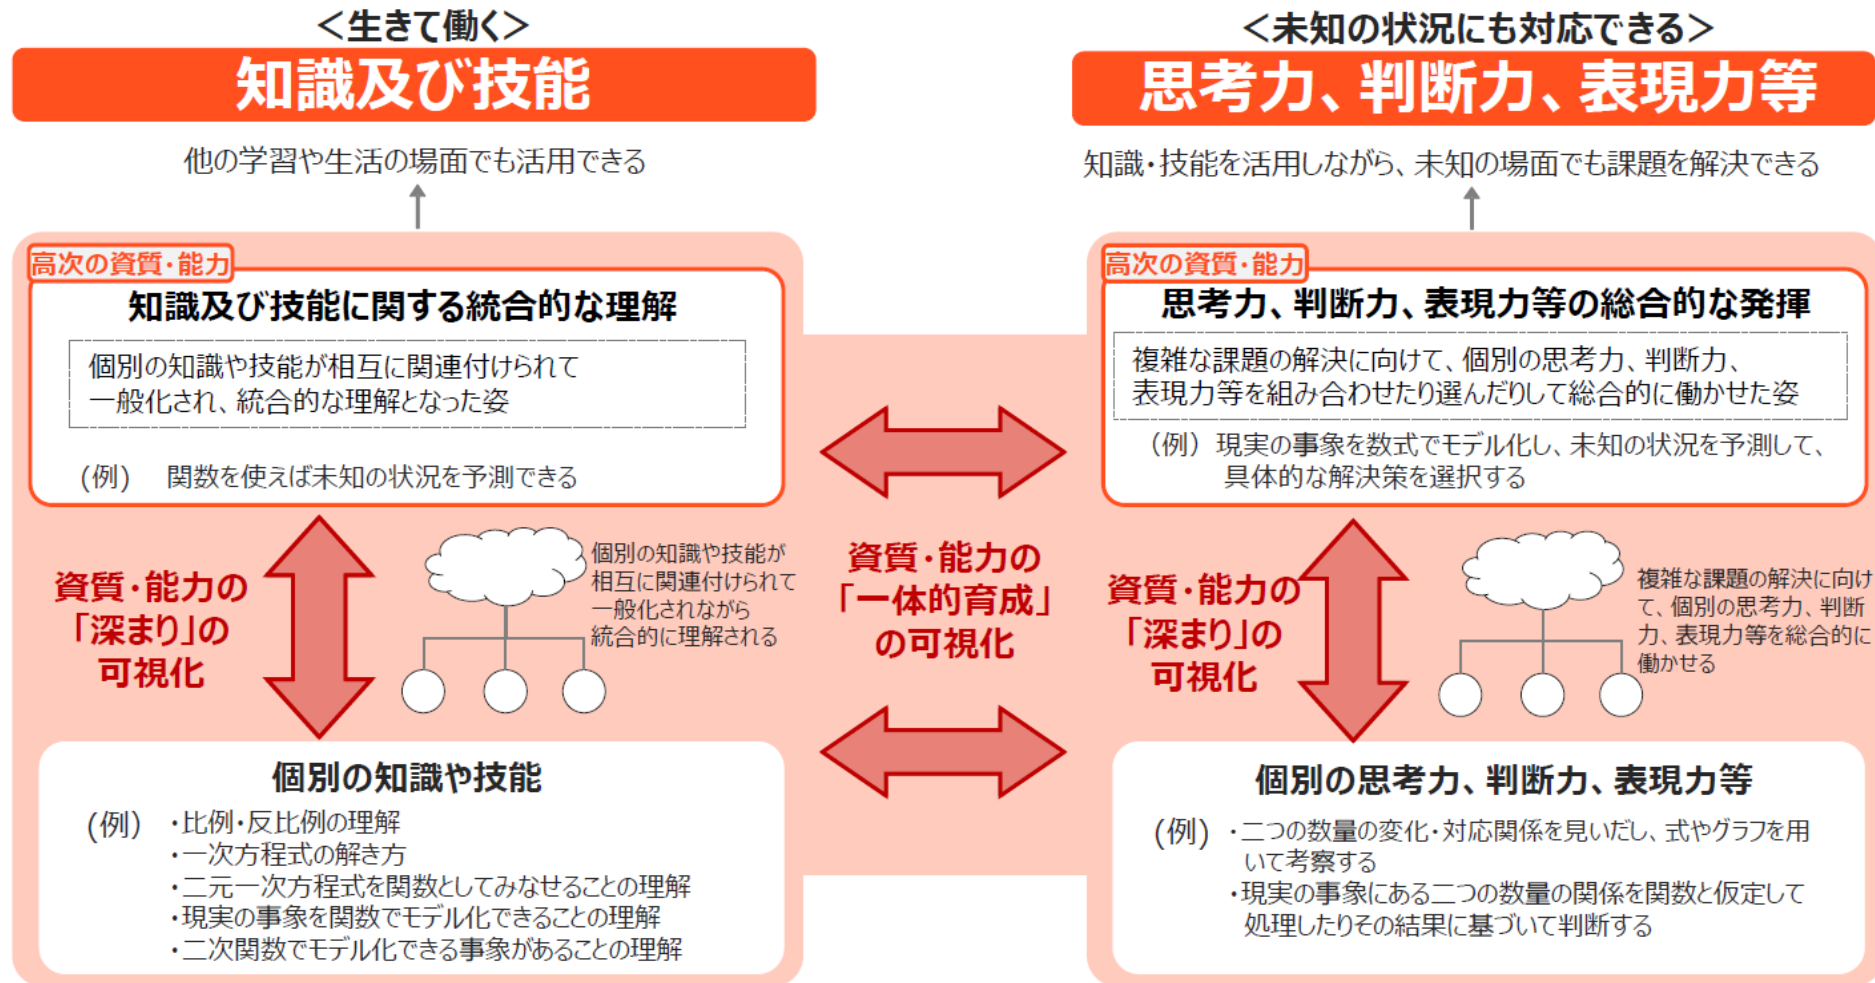 ＜生きて働く＞
知識及び技能
他の学習や生活の場面でも活用できる
高次の資質・能力
知識及び技能に関する統合的な理解
個別の知識や技能が相互に関連付けられて
一般化され、統合的な理解となった姿
(例)　関数を使えば未知の状況を予測できる
資質・能力の
「深まり」の
可視化
個別の知識や技能が
相互に関連付けられて
一般化されながら
統合的に理解される
個別の知識や技能
(例)　・比例・反比例の理解
・一次方程式の解き方
・二元一次方程式を関数としてみなせることの理解
・現実の事象を関数でモデル化できることの理解
・二次関数でモデル化できる事象があることの理解
資質・能力の
「一体的育成」
の可視化
＜未知の状況にも対応できる＞
思考力、判断力、表現力等
知識・技能を活用しながら、未知の場面でも課題を解決できる
高次の資質・能力
思考力、判断力、表現力等の総合的な発揮
複雑な課題の解決に向けて、個別の思考力、判断力、
表現力等を組み合わせたり選んだりして総合的に働かせた姿
（例）現実の事象を数式でモデル化し、未知の状況を予測して、
具体的な解決策を選択する
資質・能力の
「深まり」の
可視化
複雑な課題の解決に向け
て、個別の思考力、判断
力、表現力等を総合的に
働かせる
個別の思考力、判断力、表現力等
(例)　・二つの数量の変化・対応関係を見いだし、式やグラフを用
いて考察する
・現実の事象にある二つの数量の関係を関数と仮定して
処理したりその結果に基づいて判断する